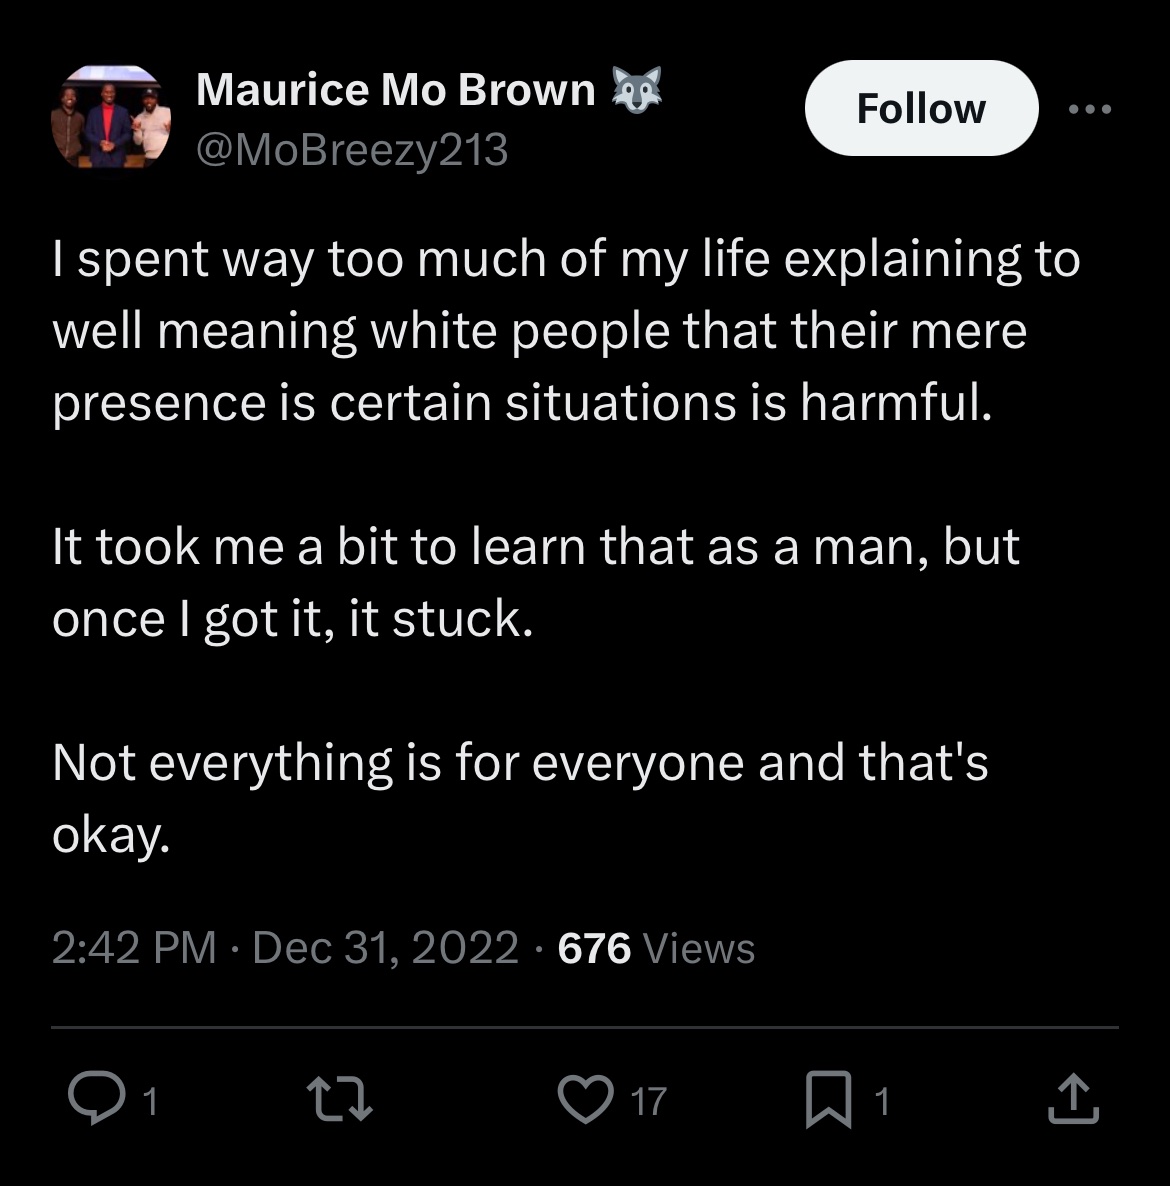 Maurice Mo Brown 🐺
@MoBreezy213
Follow
I spent way too much of my life explaining to
well meaning white people that their mere
presence is certain situations is harmful.
It took me a bit to learn that as a man, but
once I got it, it stuck.
Not everything is for everyone and that's
okay.
2:42 PM · Dec 31, 2022 · 676 Views
1
17
1